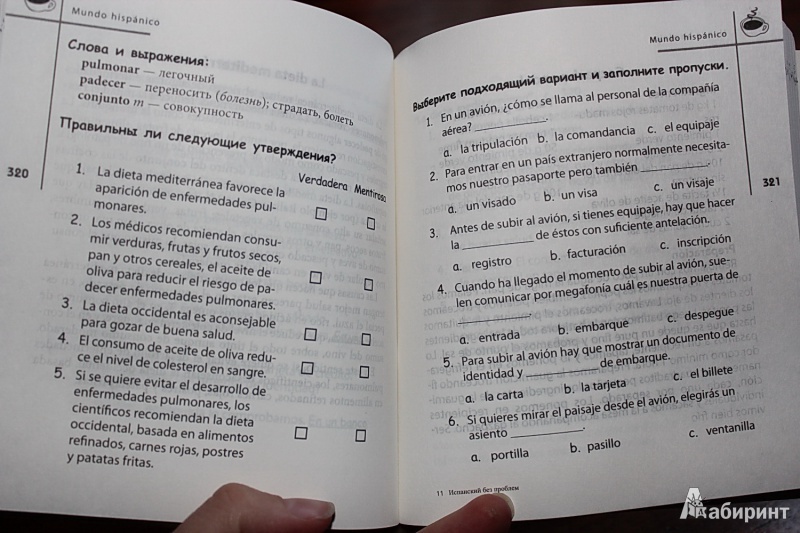 Mundo hispánico
Слова и выражения:
pulmonar — легочный
padecer — переносить (болезнь); страдать, болеть
conjunto m — совокупность
Правильны ли следующие утверждения?
320
Verdadera Mentirosa
1. La dieta mediterránea favorece la
aparición de enfermedades pul-
monares.
2. Los médicos recomiendan consu-
mir verduras, frutas y frutos secos,
pan y otros cereales, el aceite de
oliva para reducir el riesgo de pa-
decer enfermedades pulmonares.
3. La dieta occidental es aconsejable
para gozar de buena salud.
4. El consumo de aceite de oliva redu-
ce el nivel de colesterol en sangre.
5. Si se quiere evitar el desarrollo de
enfermedades pulmonares, los
científicos recomiendan la dieta
occidental, basada en alimentos
refinados, carnes rojas, postres
y patatas fritas.
Mundo hispánico
Выберите подходящий вариант и заполните пропуски.
1. En un avión, ¿cómo se llama al personal de la compañía
aérea? __________
a. la tripulación b. la comandancia c. el equipaje
2. Para entrar en un país extranjero normalmente necesita-
mos nuestro pasaporte pero también __________.
a. un visado b. un visa c. un visaje
321
3. Antes de subir al avión, si tienes equipaje, hay que hacer
la __________ de éstos con suficiente antelación.
a. registro b. facturación c. inscripción
4. Cuando ha llegado el momento de subir al avión, sue-
len comunicar por megafonía cuál es nuestra puerta de
__________.
a. entrada b. embarque c. despegue
5. Para subir al avión hay que mostrar un documento de
identidad y __________ de embarque.
a. la carta b. la tarjeta c. el billete
6. Si quieres mirar el paisaje desde el avión, elegirás un
asiento __________.
a. portilla b. pasillo c. ventanilla
11 Испанский без проблем
Лабиринт